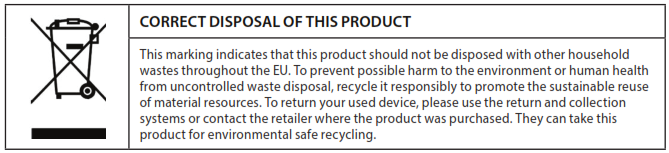 CORRECT DISPOSAL OF THIS PRODUCT
This marking indicates that this product should not be disposed with other household
wastes throughout the EU. To prevent possible harm to the environment or human health
from uncontrolled waste disposal, recycle it responsibly to promote the sustainable reuse
of material resources. To return your used device, please use the return and collection
systems or contact the retailer where the product was purchased. They can take this
product for environmental safe recycling.